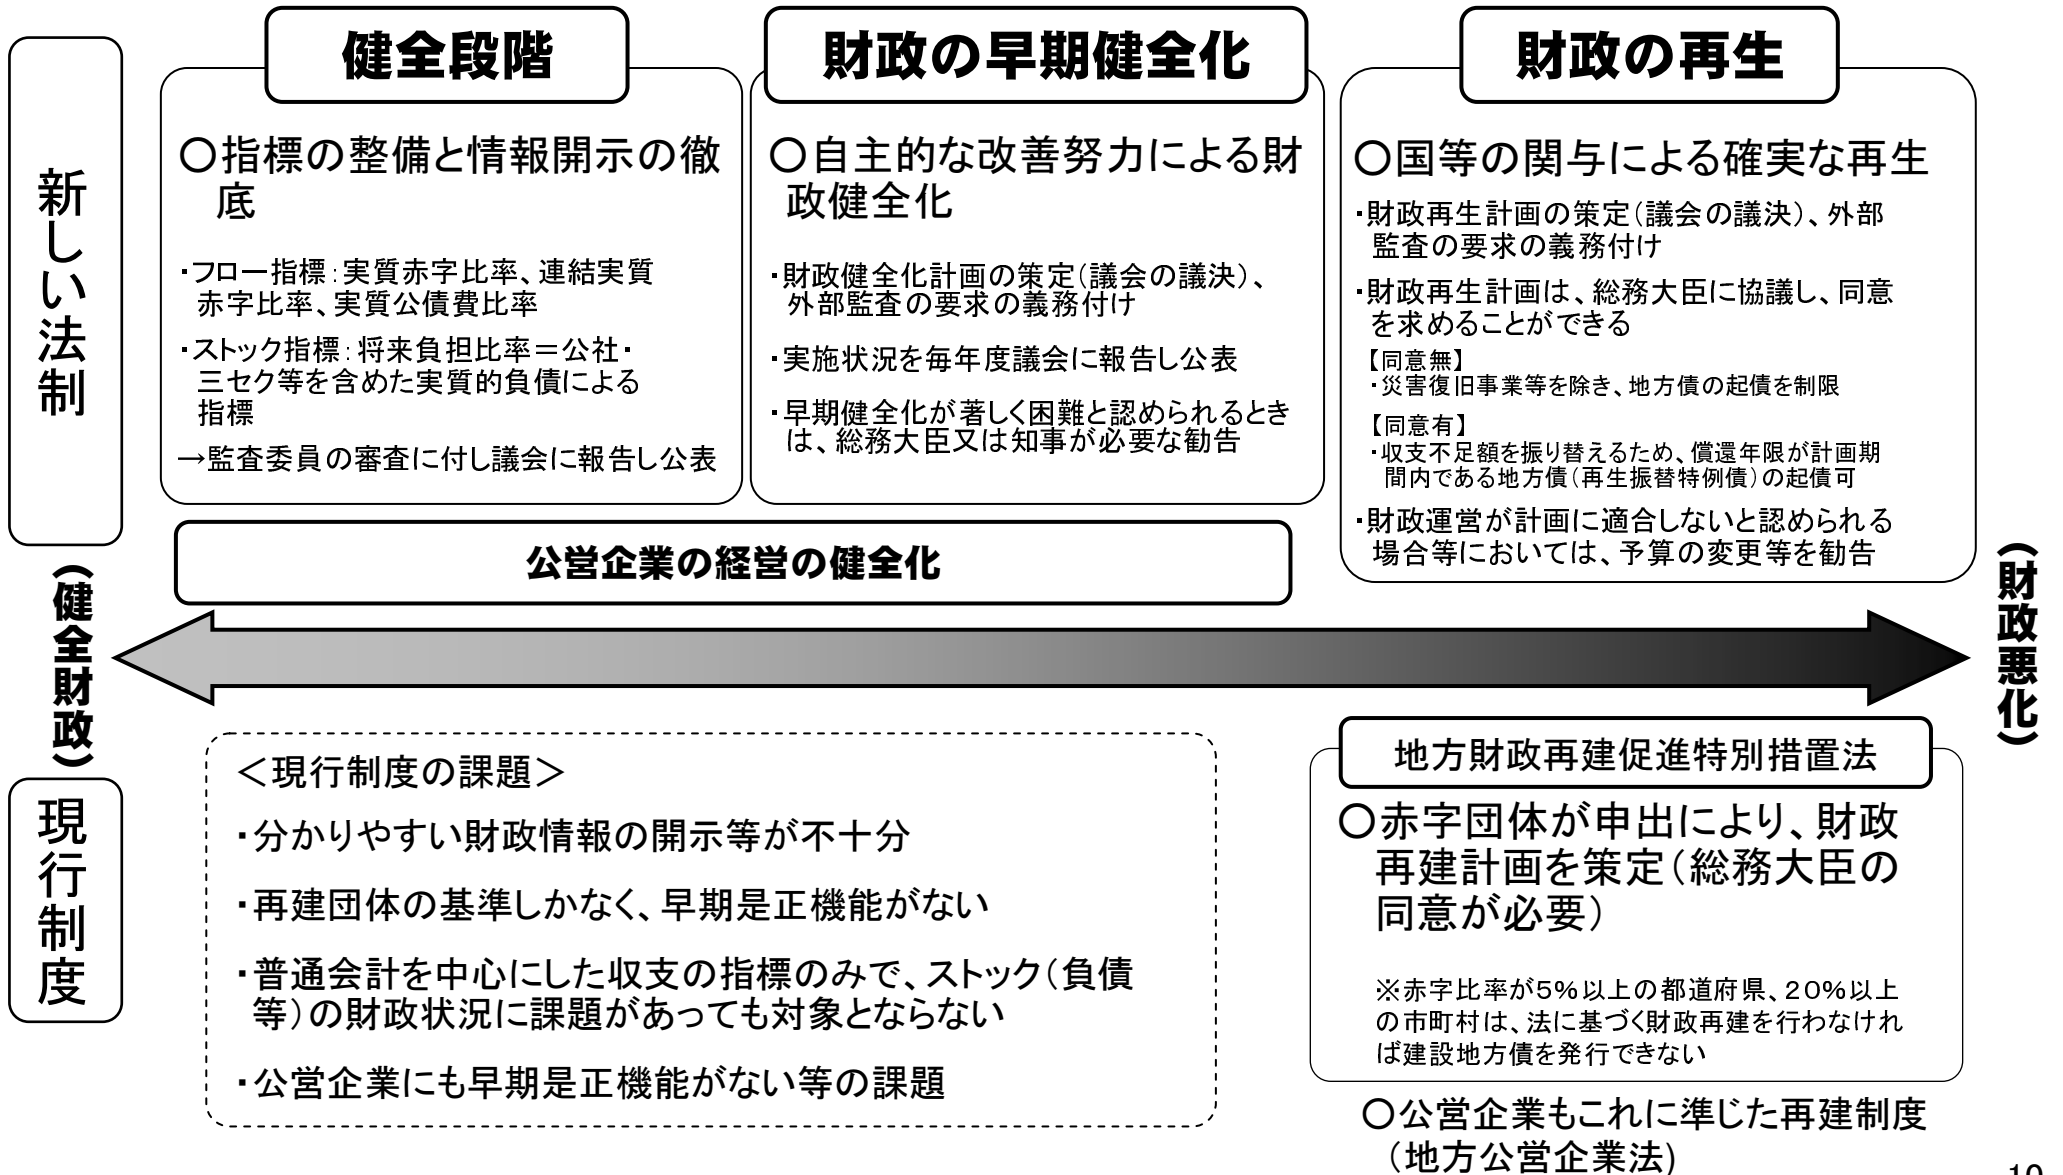 新しい法制
健全段階
〇指標の整備と情報開示の徹
底
・フロー指標：実質赤字比率、連結実質
赤字比率、実質公債費比率
・ストック指標：将来負担比率＝公社・
三セク等を含めた実質的負債による
指標
→監査委員の審査に付し議会に報告し公表
財政の早期健全化
〇自主的な改善努力による財
政健全化
・財政健全化計画の策定（議会の議決）、
外部監査の要求の義務付け
・実施状況を毎年度議会に報告し公表
・早期健全化が著しく困難と認められるとき
は、総務大臣又は知事が必要な勧告
財政の再生
〇国等の関与による確実な再生
・財政再生計画の策定（議会の議決）、外部
監査の要求の義務付け
・財政再生計画は、総務大臣に協議し、同意
を求めることができる
【同意無】
・災害復旧事業等を除き、地方債の起債を制限
【同意有】
・収支不足額を振り替えるため、償還年限が計画期
間内である地方債（再生振替特例債）の起債可
・財政運営が計画に適合しないと認められる
場合等においては、予算の変更等を勧告
公営企業の経営の健全化
（健全財政）
（財政悪化）
現行制度
＜現行制度の課題＞
・分かりやすい財政情報の開示等が不十分
・再建団体の基準しかなく、早期是正機能がない
・普通会計を中心にした収支の指標のみで、ストック（負債
等）の財政状況に課題があっても対象とならない
・公営企業にも早期是正機能がない等の課題
地方財政再建促進特別措置法
〇赤字団体が申出により、財政
再建計画を策定（総務大臣の
同意が必要）
※赤字比率が5％以上の都道府県、20％以上
の市町村は、法に基づく財政再建を行わなけれ
ば建設地方債を発行できない
〇公営企業もこれに準じた再建制度
（地方公営企業法)